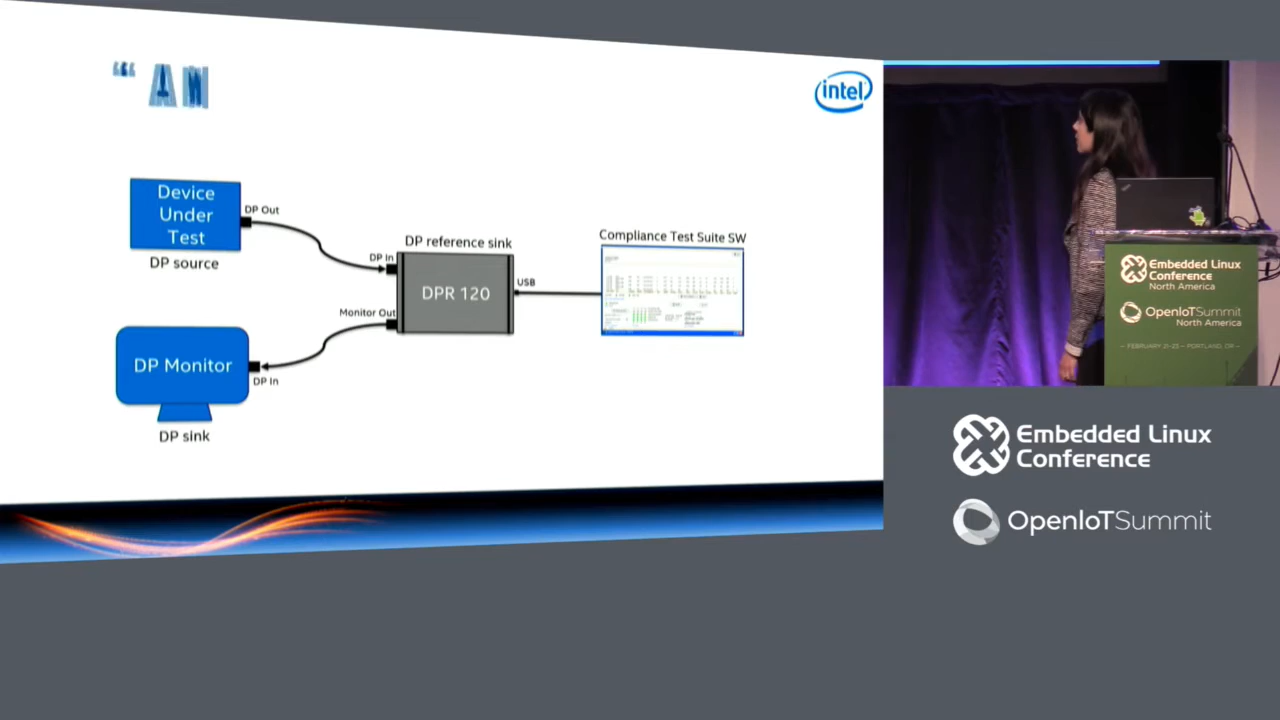 intel
Device
Under
Test
DP source
DP Out
DP In
DP reference sink
DPR 120
USB
Compliance Test Suite SW
Monitor Out
DP Monitor
DP In
DP sink
Embedded Linux
Conference
North America
OpenIoTSummit
North America
FEBRUARY 21-23 – PORTLAND, OR
Embedded Linux
Conference
OpenIoTSummit